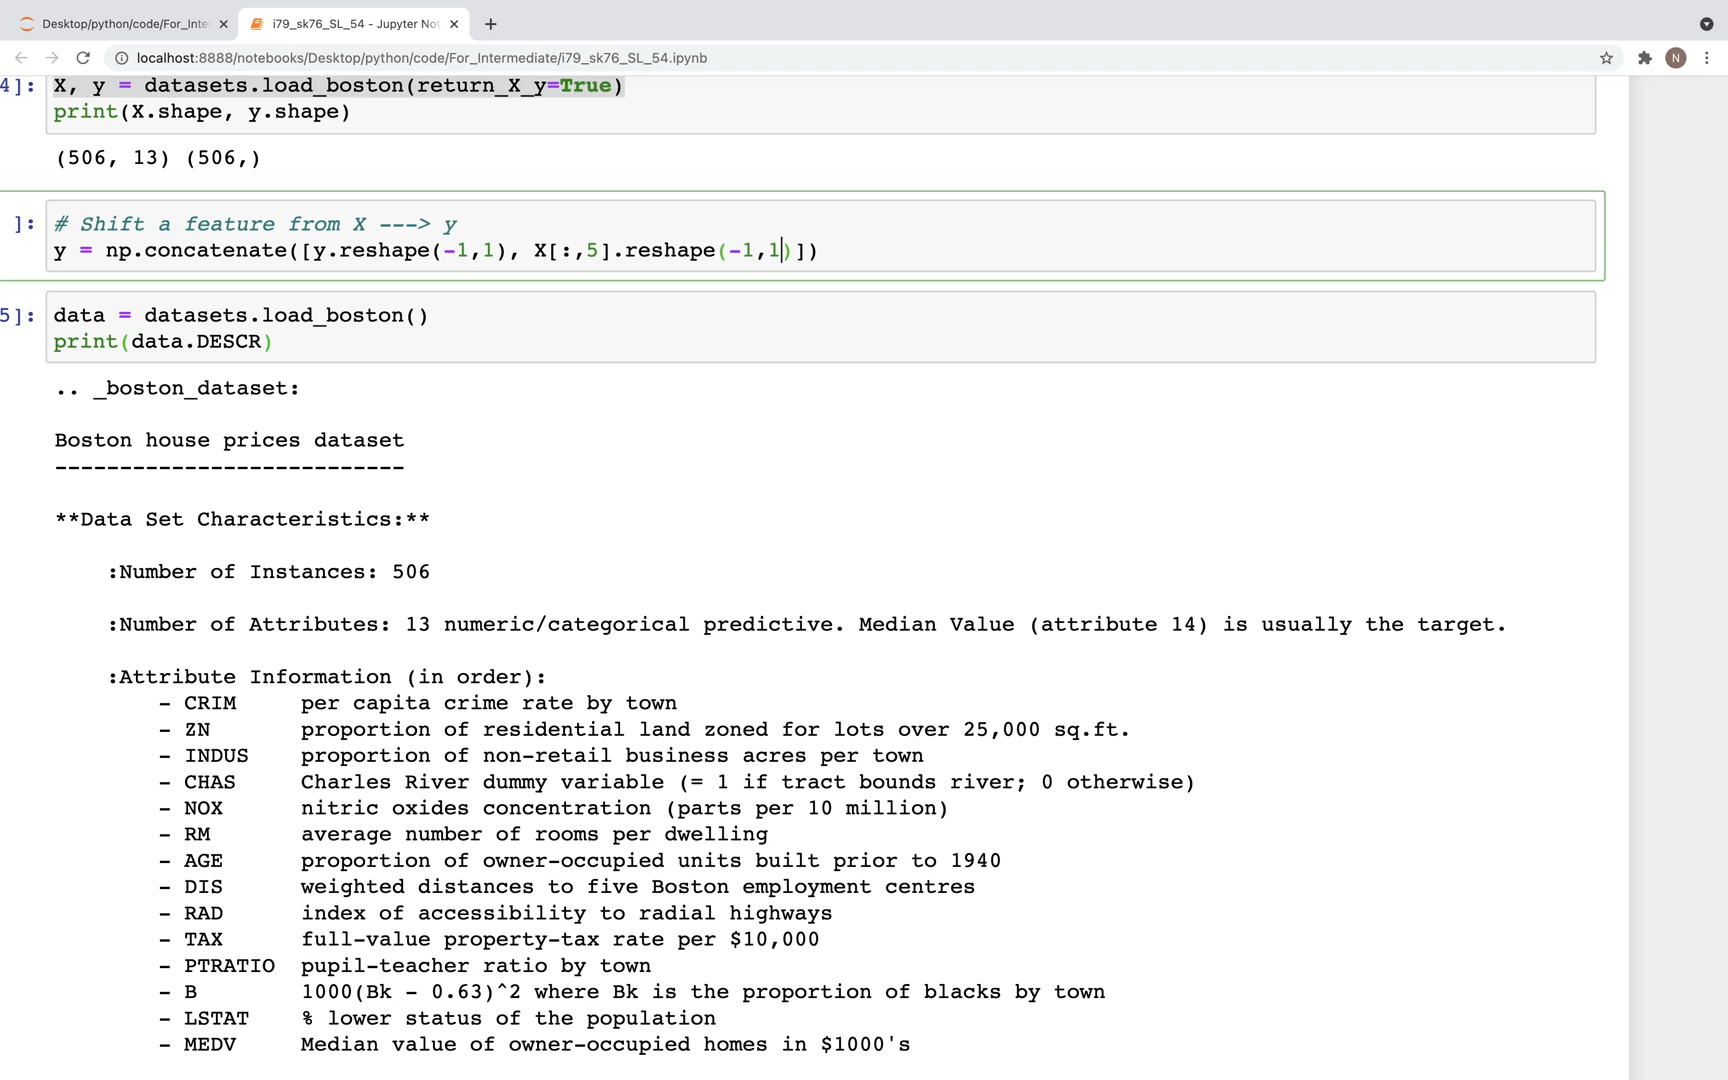 Desktop/python/code/For_Inte
i79_sk76_SL_54 - Jupyter Not
localhost:8888/notebooks/Desktop/python/code/For_Intermediate/i79_sk76_SL_54.ipynb
N
4]: X, y = datasets.load_boston(return_X_y=True)
print(X.shape, y.shape)
(506, 13) (506,)
]: # Shift a feature from X ---> y
y = np.concatenate([y.reshape(-1,1), X[:,5].reshape(-1,1)])
5]: data = datasets.load_boston()
print(data.DESCR)
.. _boston_dataset:
Boston house prices dataset
---------------------------
**Data Set Characteristics:**
:Number of Instances: 506
:Number of Attributes: 13 numeric/categorical predictive. Median Value (attribute 14) is usually the target.
:Attribute Information (in order):
- CRIM     per capita crime rate by town
- ZN       proportion of residential land zoned for lots over 25,000 sq.ft.
- INDUS    proportion of non-retail business acres per town
- CHAS     Charles River dummy variable (= 1 if tract bounds river; 0 otherwise)
- NOX      nitric oxides concentration (parts per 10 million)
- RM       average number of rooms per dwelling
- AGE      proportion of owner-occupied units built prior to 1940
- DIS      weighted distances to five Boston employment centres
- RAD      index of accessibility to radial highways
- TAX      full-value property-tax rate per $10,000
- PTRATIO  pupil-teacher ratio by town
- B        1000(Bk - 0.63)^2 where Bk is the proportion of blacks by town
- LSTAT    % lower status of the population
- MEDV     Median value of owner-occupied homes in $1000's